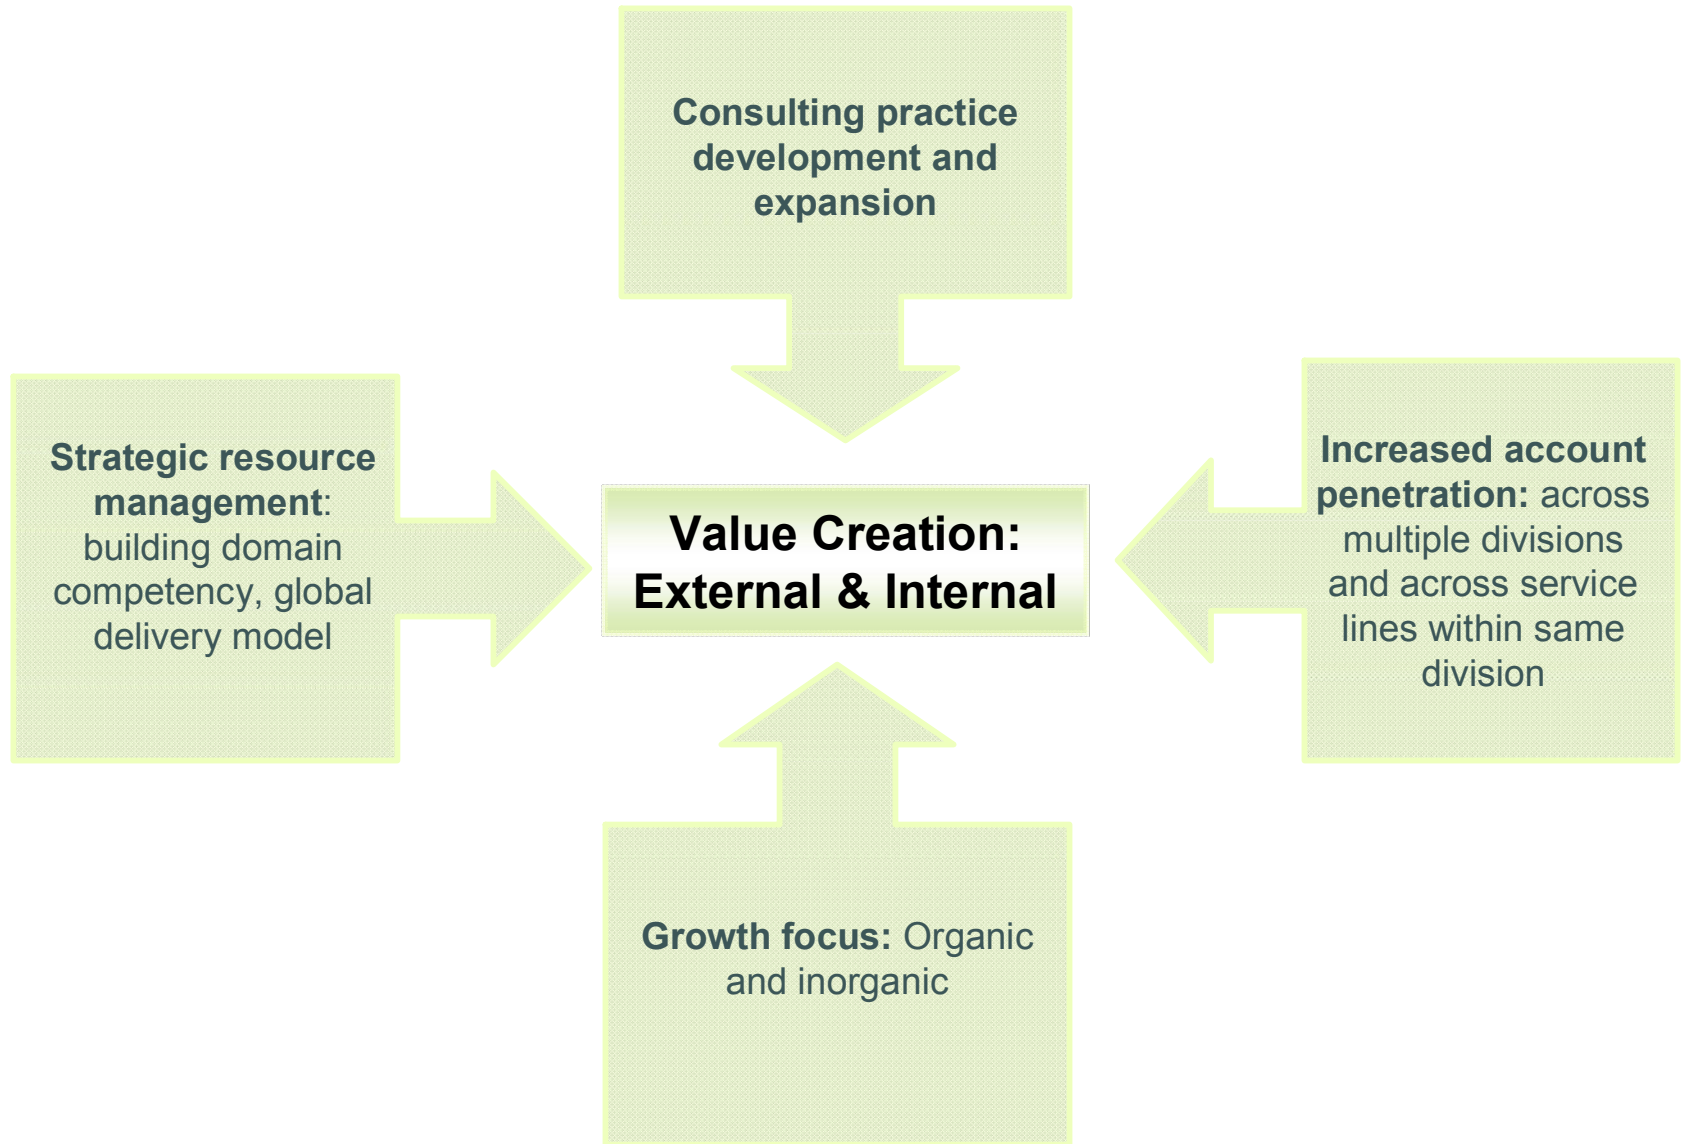 Consulting practice
development and
expansion
Strategic resource
management:
building domain
competency, global
delivery model
Value Creation:
External & Internal
Increased account
penetration: across
multiple divisions
and across service
lines within same
division
Growth focus: Organic
and inorganic